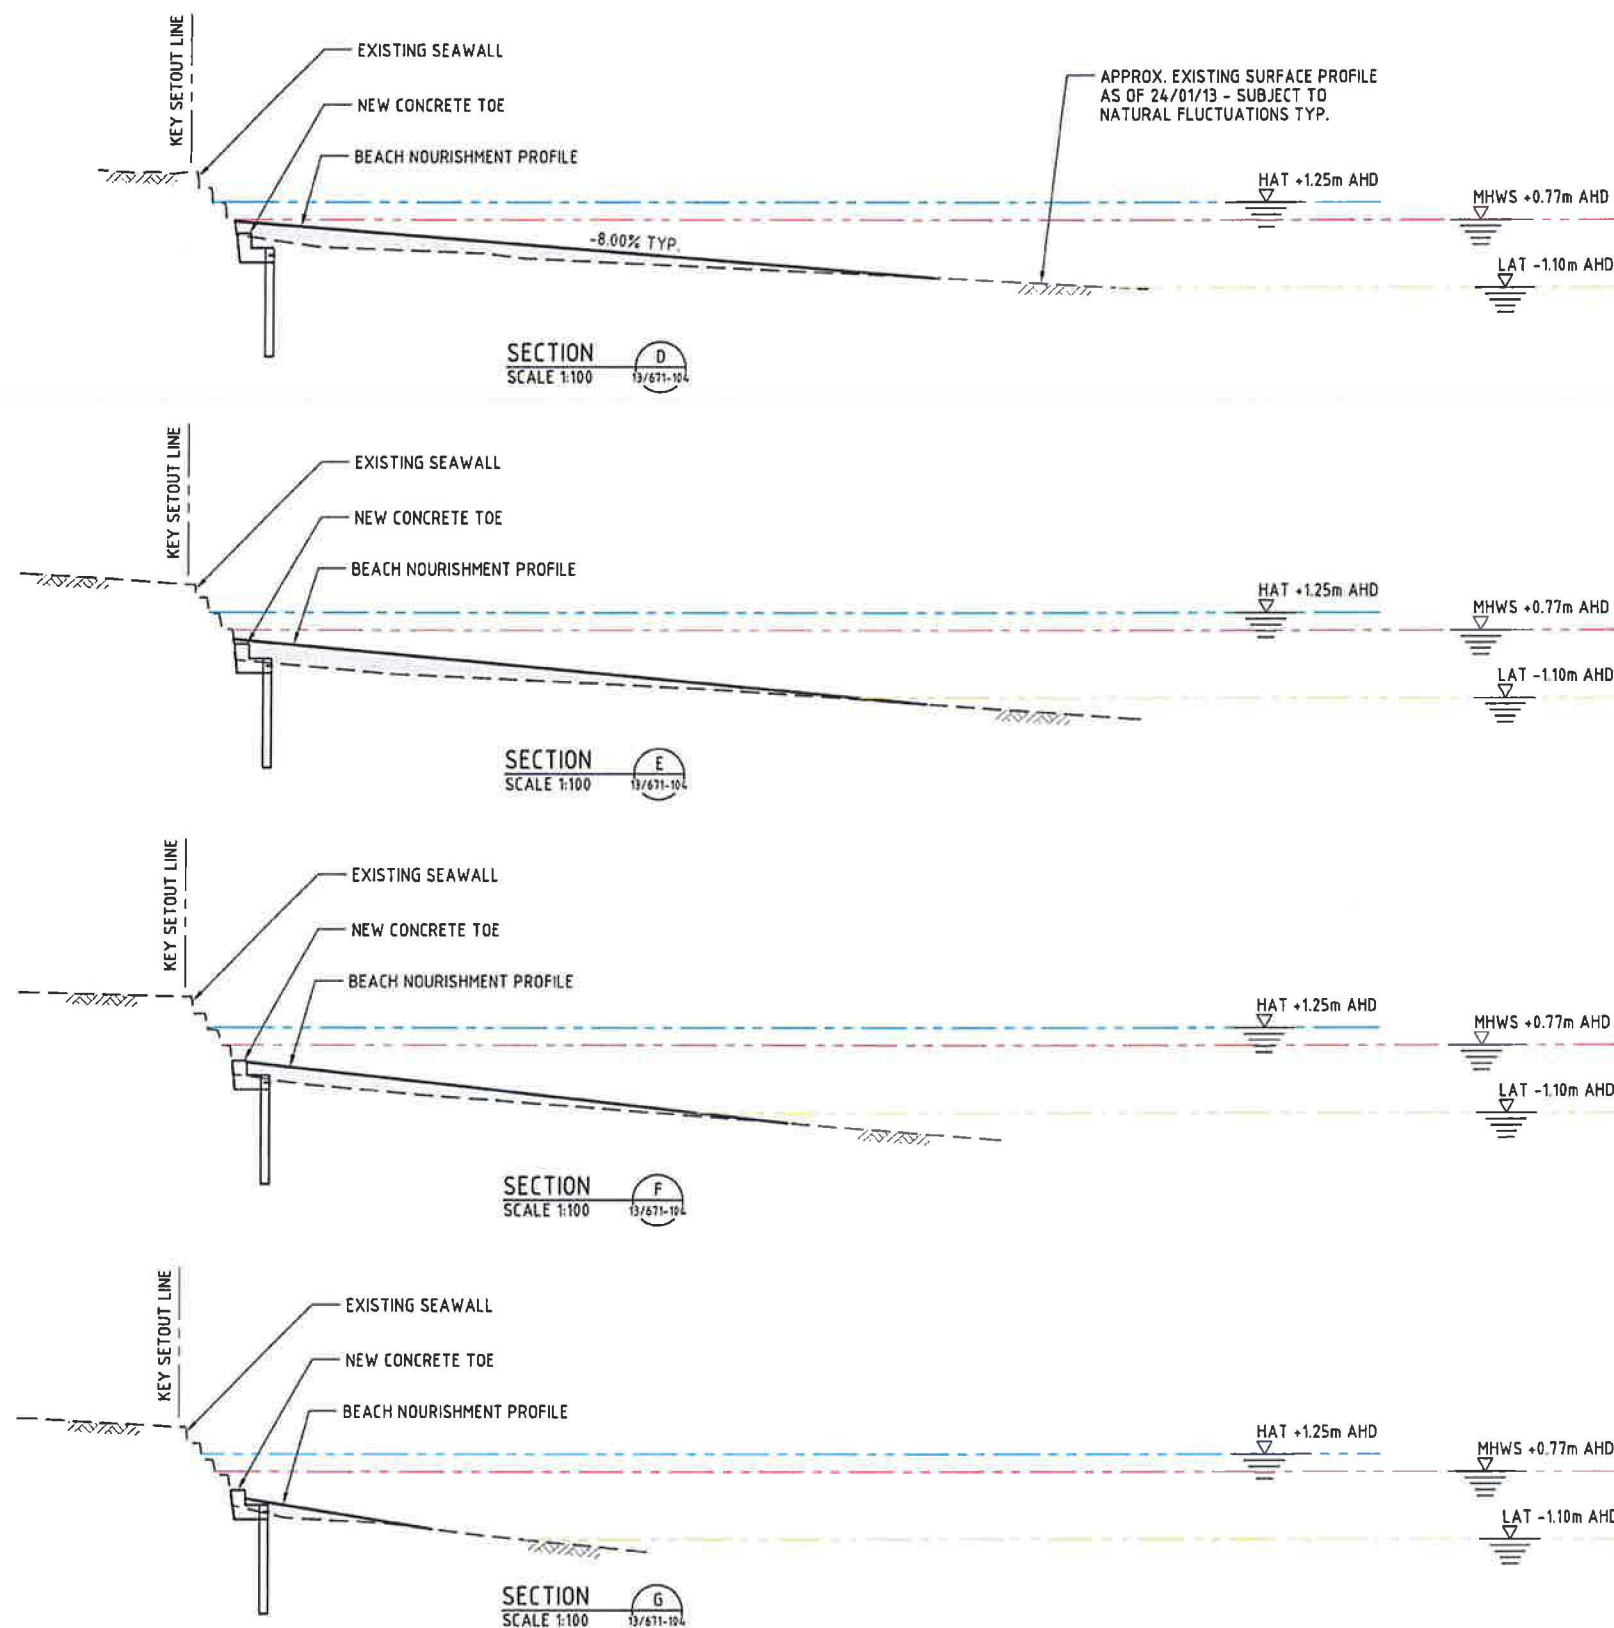 KEY SETOUT LINE
EXISTING SEAWALL
NEW CONCRETE TOE
BEACH NOURISHMENT PROFILE
APPROX. EXISTING SURFACE PROFILE
AS OF 24/01/13 - SUBJECT TO
NATURAL FLUCTUATIONS TYP.
HAT +1.25m AHD
MHWS +0.77m AHD
-8.00% TYP.
LAT -1.10m AHD
SECTION D
SCALE 1:100 13/671-104
KEY SETOUT LINE
EXISTING SEAWALL
NEW CONCRETE TOE
BEACH NOURISHMENT PROFILE
HAT +1.25m AHD
MHWS +0.77m AHD
LAT -1.10m AHD
SECTION E
SCALE 1:100 13/671-104
KEY SETOUT LINE
EXISTING SEAWALL
NEW CONCRETE TOE
BEACH NOURISHMENT PROFILE
HAT +1.25m AHD
MHWS +0.77m AHD
LAT -1.10m AHD
SECTION F
SCALE 1:100 13/671-104
KEY SETOUT LINE
EXISTING SEAWALL
NEW CONCRETE TOE
BEACH NOURISHMENT PROFILE
HAT +1.25m AHD
MHWS +0.77m AHD
LAT -1.10m AHD
SECTION G
SCALE 1:100 13/671-104